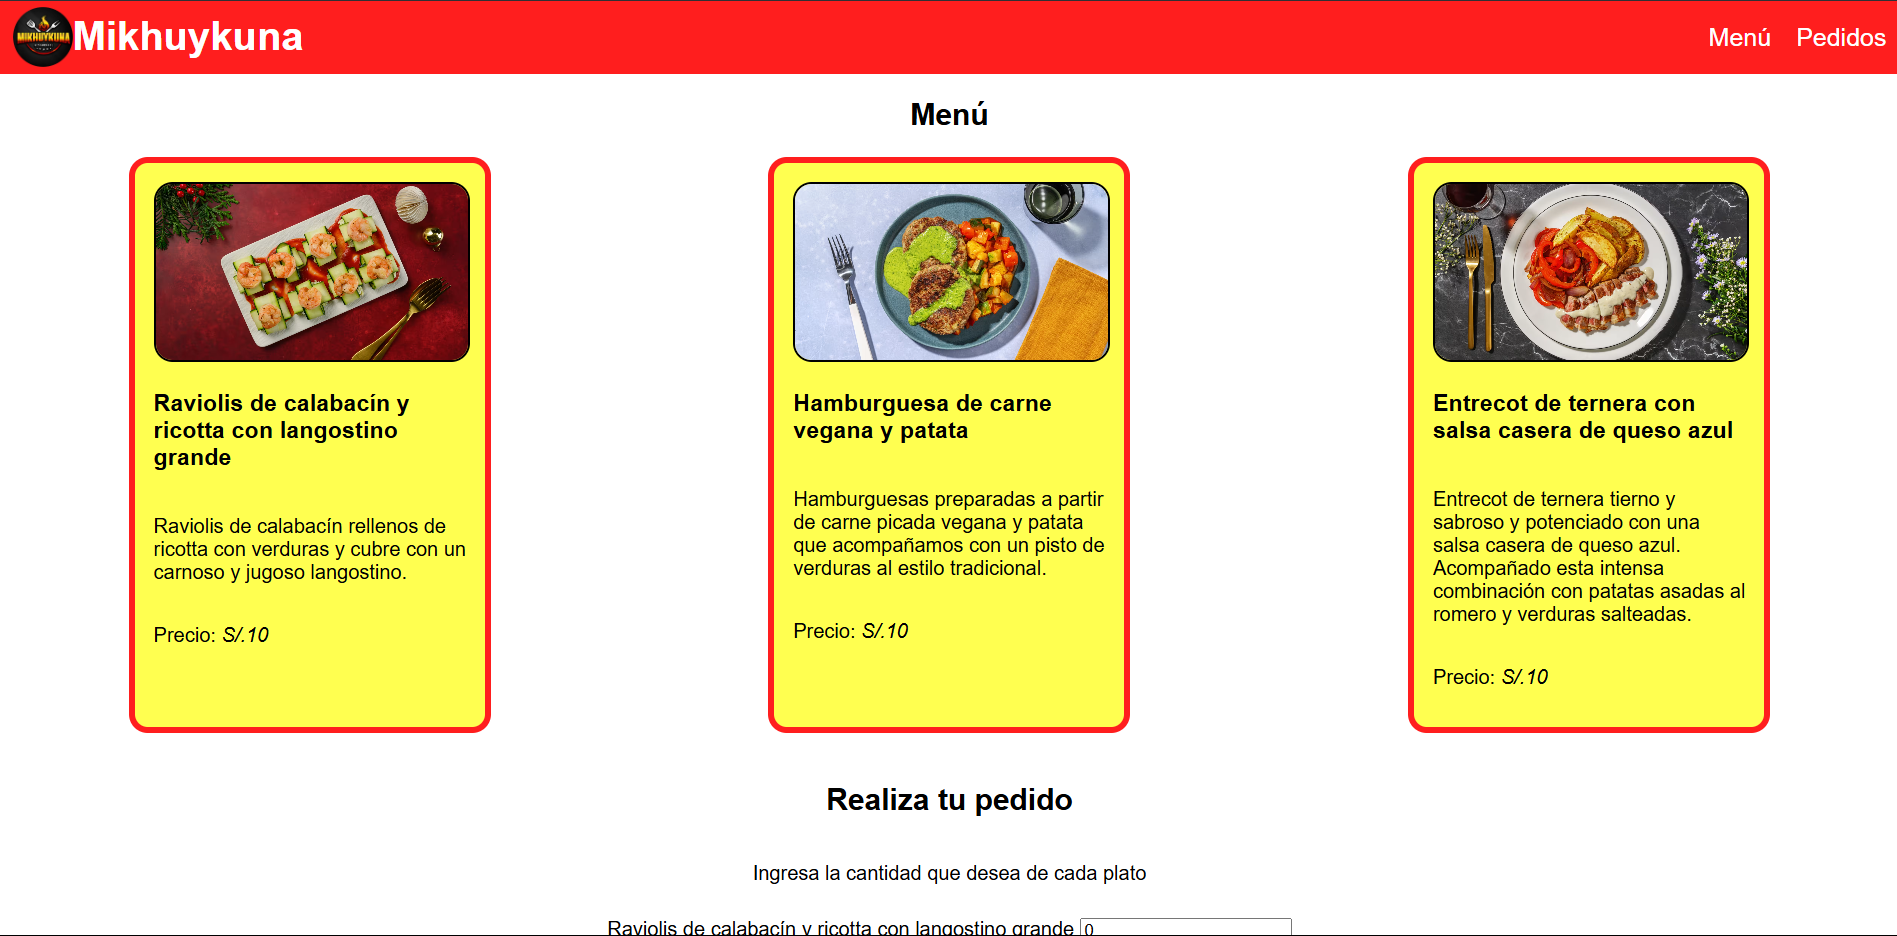 MIKHUYKUNA
Mikhuykuna
Menú
Pedidos
Menú
Raviolis de calabacín y
ricotta con langostino
grande
Raviolis de calabacín rellenos de
ricotta con verduras y cubre con un
carnoso y jugoso langostino.
Precio: S/.10
Hamburguesa de carne
vegana y patata
Hamburguesas preparadas a partir
de carne picada vegana y patata
que acompañamos con un pisto de
verduras al estilo tradicional.
Precio: S/.10
Entrecot de ternera con
salsa casera de queso azul
Entrecot de ternera tierno y
sabroso y potenciado con una
salsa casera de queso azul.
Acompañado esta intensa
combinación con patatas asadas al
romero y verduras salteadas.
Precio: S/.10
Realiza tu pedido
Ingresa la cantidad que desea de cada plato
Raviolis de calabacín y ricotta con langostino grande 0